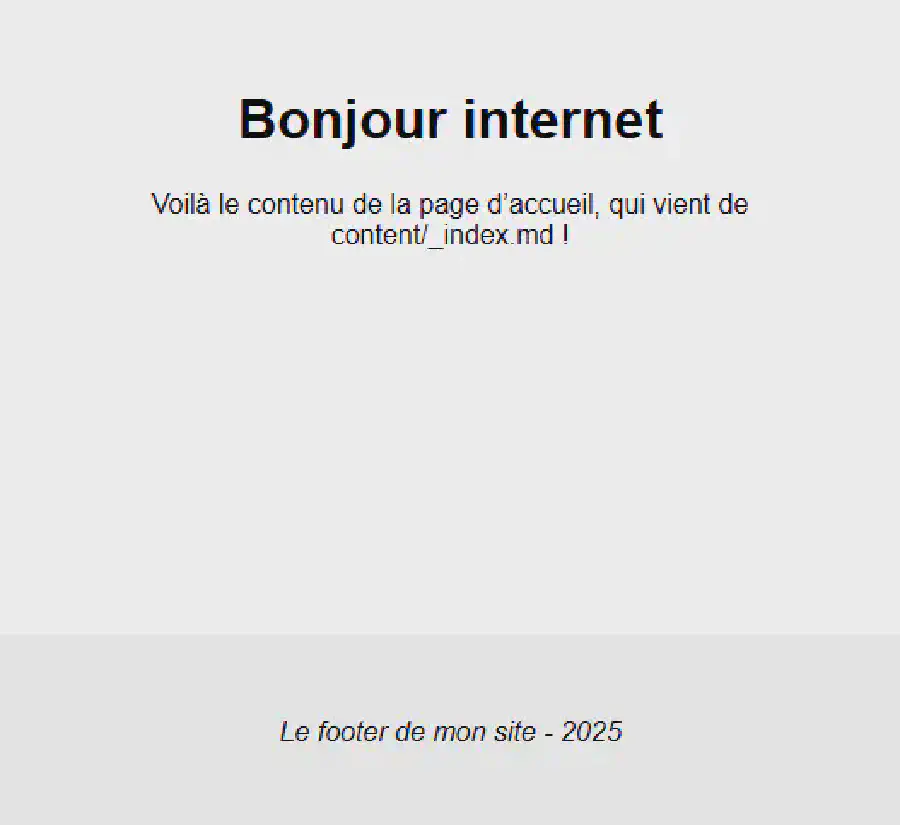 Bonjour internet
Voilà le contenu de la page d’accueil, qui vient de
content/_index.md !
Le footer de mon site - 2025